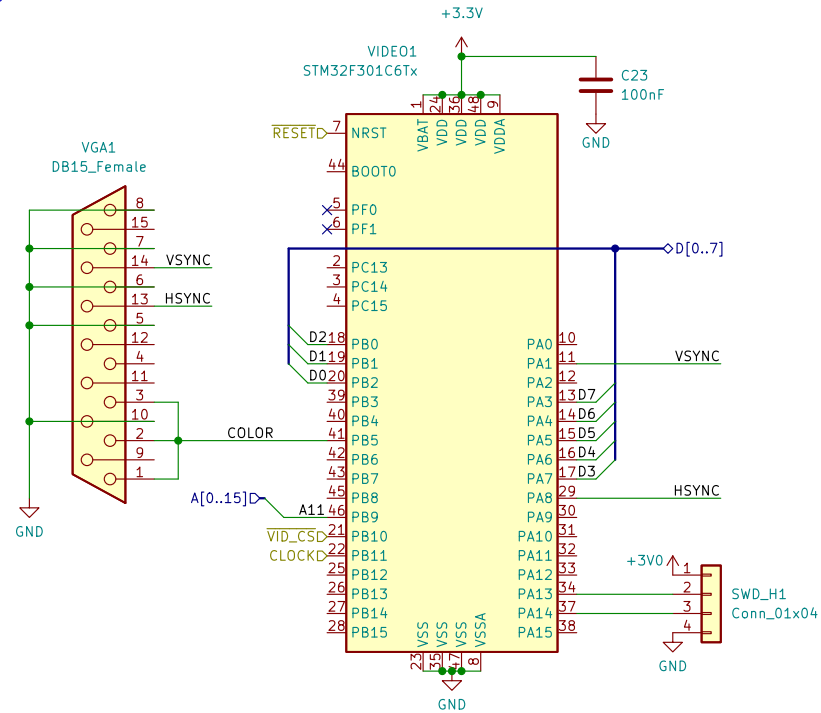 +3.3V
VIDEO1
STM32F301C6Tx
C23
100nF
GND
1
24
36
48
9
VBAT
VDD
VDD
VDD
VDDA
RESET
7 NRST
44 BOOT0
5 PF0
6 PF1
2 PC13
3 PC14
4 PC15
D2 18 PB0
D1 19 PB1
D0 20 PB2
39 PB3
40 PB4
COLOR
41 PB5
42 PB6
43 PB7
45 PB8
A[0..15]
A11 46 PB9
VID_CS 21 PB10
CLOCK 22 PB11
25 PB12
26 PB13
27 PB14
28 PB15
D[0..7]
PA0 10
PA1 11 VSYNC
PA2 12
PA3 13 D7
PA4 14 D6
PA5 15 D5
PA6 16 D4
PA7 17 D3
PA8 29 HSYNC
PA9 30
PA10 31
PA11 32
PA12 33
PA13 34
PA14 37
PA15 38
VSS
VSS
VSS
VSSA
23
35
47
8
GND
VGA1
DB15_Female
8
15
7
14 VSYNC
6
13 HSYNC
5
12
4
11
3
10
2
9
1
GND
+3V0
1
2
3
4
SWD_H1
Conn_01x04
GND